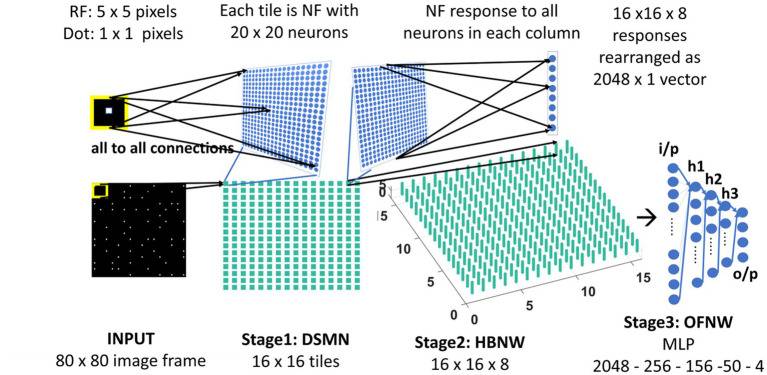 RF: 5 x 5 pixels
Dot: 1 x 1 pixels
Each tile is NF with
20 x 20 neurons
NF response to all
neurons in each column
16 x16 x 8
responses
rearranged as
2048 x 1 vector
all to all connections
i/p
h1
h2
h3
o/p
5
0
15
10
5
0
0
5
10
15
INPUT
80 x 80 image frame
Stage1: DSMN
16 x 16 tiles
Stage2: HBNW
16 x 16 x 8
Stage3: OFNW
MLP
2048 - 256 - 156 -50 - 4